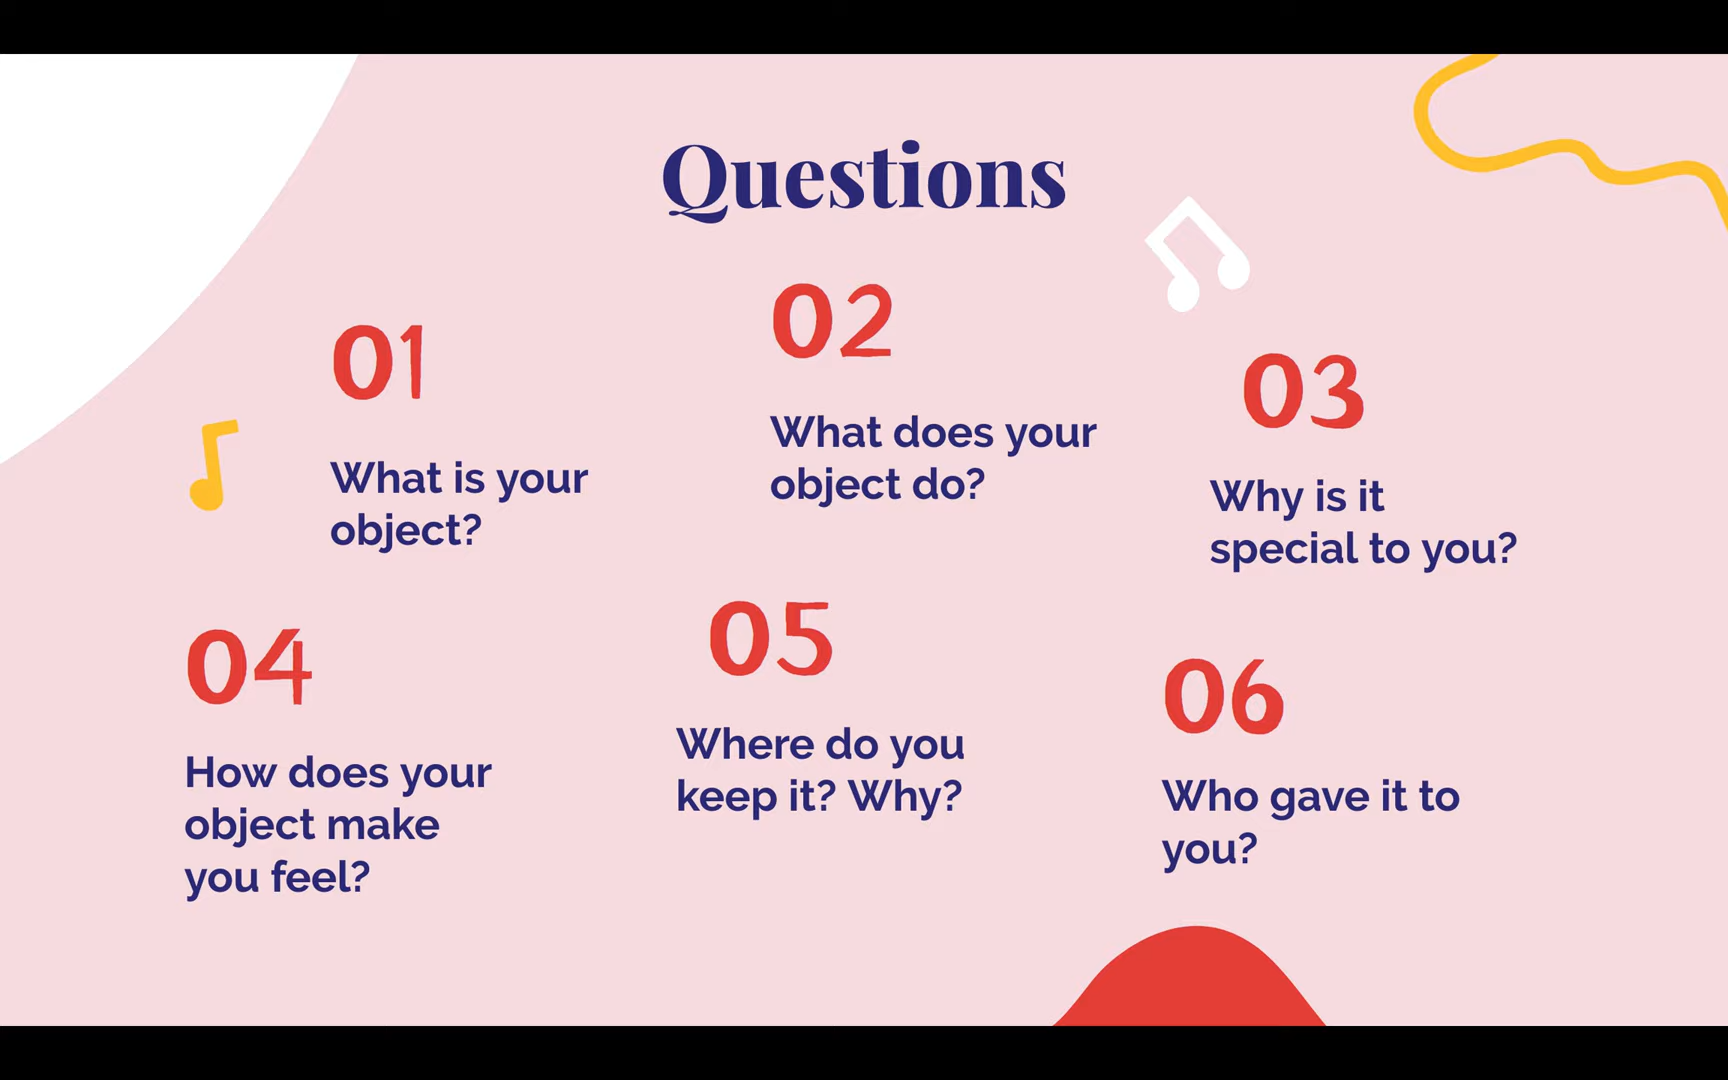 Questions
01
What is your
object?
02
What does your
object do?
03
Why is it
special to you?
04
How does your
object make
you feel?
05
Where do you
keep it? Why?
06
Who gave it to
you?